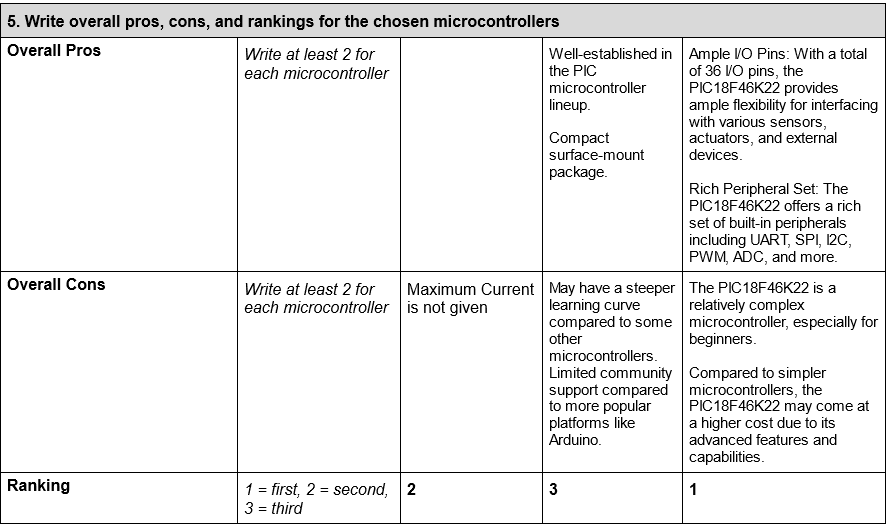 5. Write overall pros, cons, and rankings for the chosen microcontrollers
Overall Pros
Write at least 2 for
each microcontroller
Well-established in
the PIC
microcontroller
lineup.
Compact
surface-mount
package.
Ample I/O Pins: With a total
of 36 I/O pins, the
PIC18F46K22 provides
ample flexibility for interfacing
with various sensors,
actuators, and external
devices.
Rich Peripheral Set: The
PIC18F46K22 offers a rich
set of built-in peripherals
including UART, SPI, I2C,
PWM, ADC, and more.
Overall Cons
Write at least 2 for
each microcontroller
Maximum Current
is not given
May have a steeper
learning curve
compared to some
other
microcontrollers.
Limited community
support compared
to more popular
platforms like
Arduino.
The PIC18F46K22 is a
relatively complex
microcontroller, especially for
beginners.
Compared to simpler
microcontrollers, the
PIC18F46K22 may come at
a higher cost due to its
advanced features and
capabilities.
Ranking
1 = first, 2 = second,
3 = third
2
3
1